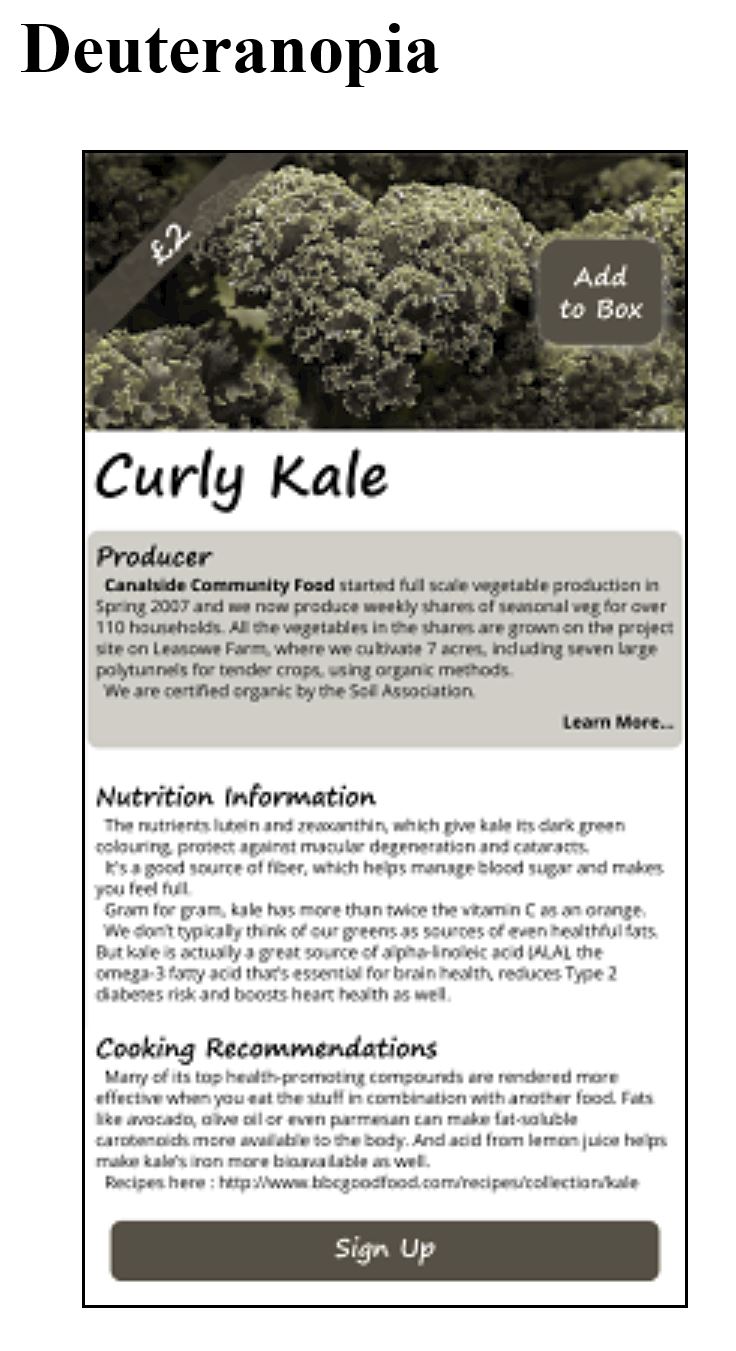 Deuteranopia
£2
Add
to Box
Curly Kale
Producer
Canalside Community Food started full scale vegetable production in
Spring 2007 and we now produce weekly shares of seasonal veg for over
110 households. All the vegetables in the shares are grown on the project
site on Leasowe Farm, where we cultivate 7 acres, including seven large
polytunnels for tender crops, using organic methods.
We are certified organic by the Soil Association.
Learn More...
Nutrition Information
The nutrients lutein and zeaxanthin, which give kale its dark green
colouring, protect against macular degeneration and cataracts.
It's a good source of fiber, which helps manage blood sugar and makes
you feel full.
Gram for gram, kale has more than twice the vitamin C as an orange.
We don't typically think of our greens as sources of even healthful fats.
But kale is actually a great source of alpha-linoleic acid (ALA), the
omega-3 fatty acid that's essential for brain health, reduces Type 2
diabetes risk and boosts heart health as well.
Cooking Recommendations
Many of its top health-promoting compounds are rendered more
effective when you eat the stuff in combination with another food. Fats
like avocado, olive oil or even parmesan can make fat-soluble
carotenoids more available to the body. And acid from lemon juice helps
make kale's iron more bioavailable as well.
Recipes here : http://www.bbcgoodfood.com/recipes/collection/kale
Sign Up